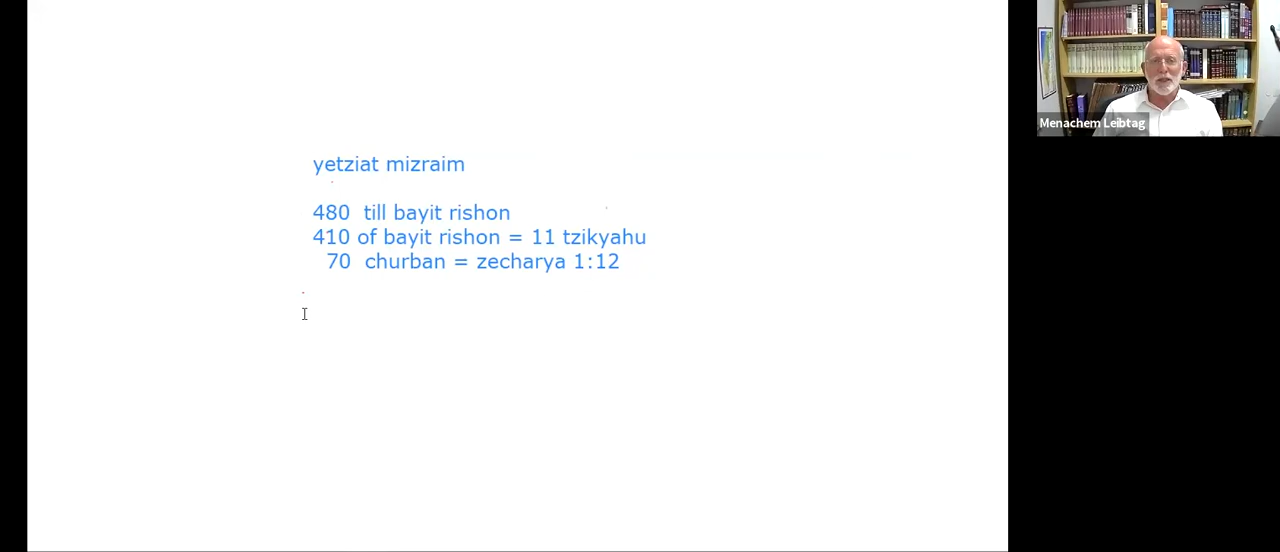 yetziat mizraim
480 till bayit rishon
410 of bayit rishon = 11 tzikyahu
70 churban = zecharya 1:12
Menachem Leibtag